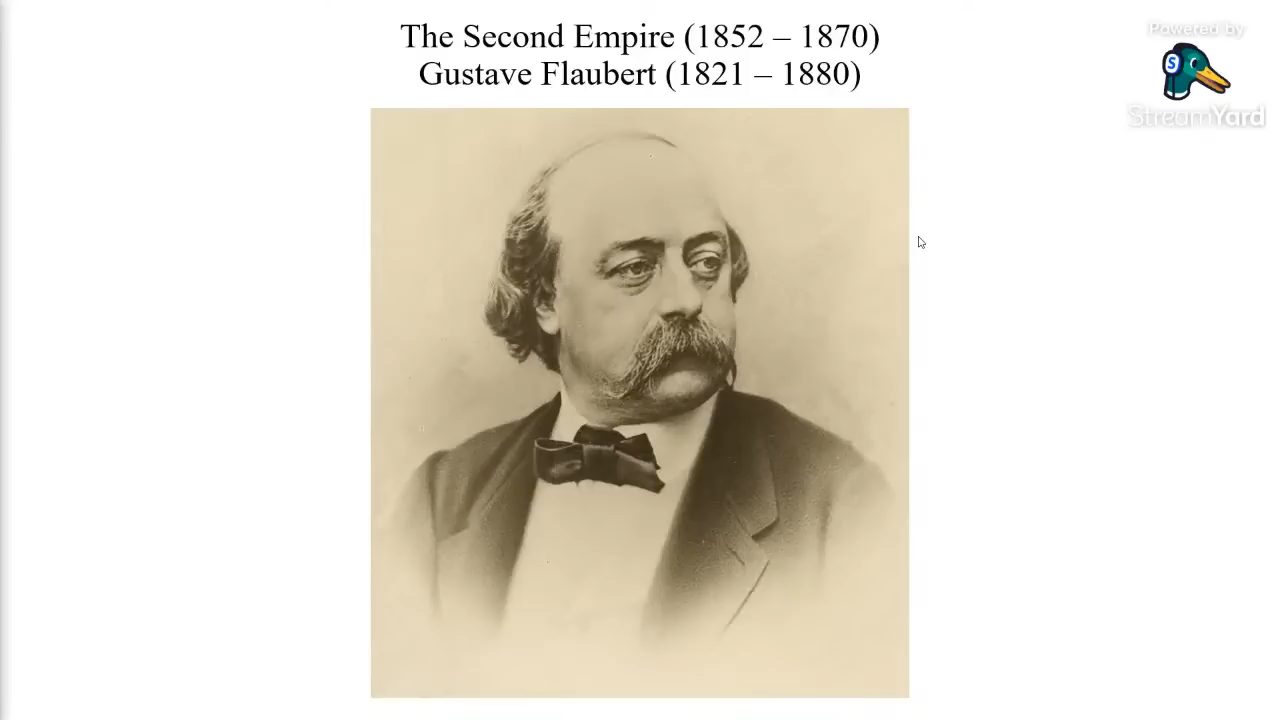 The Second Empire (1852 – 1870)
Gustave Flaubert (1821 – 1880)
Powered by
S
StreamYard